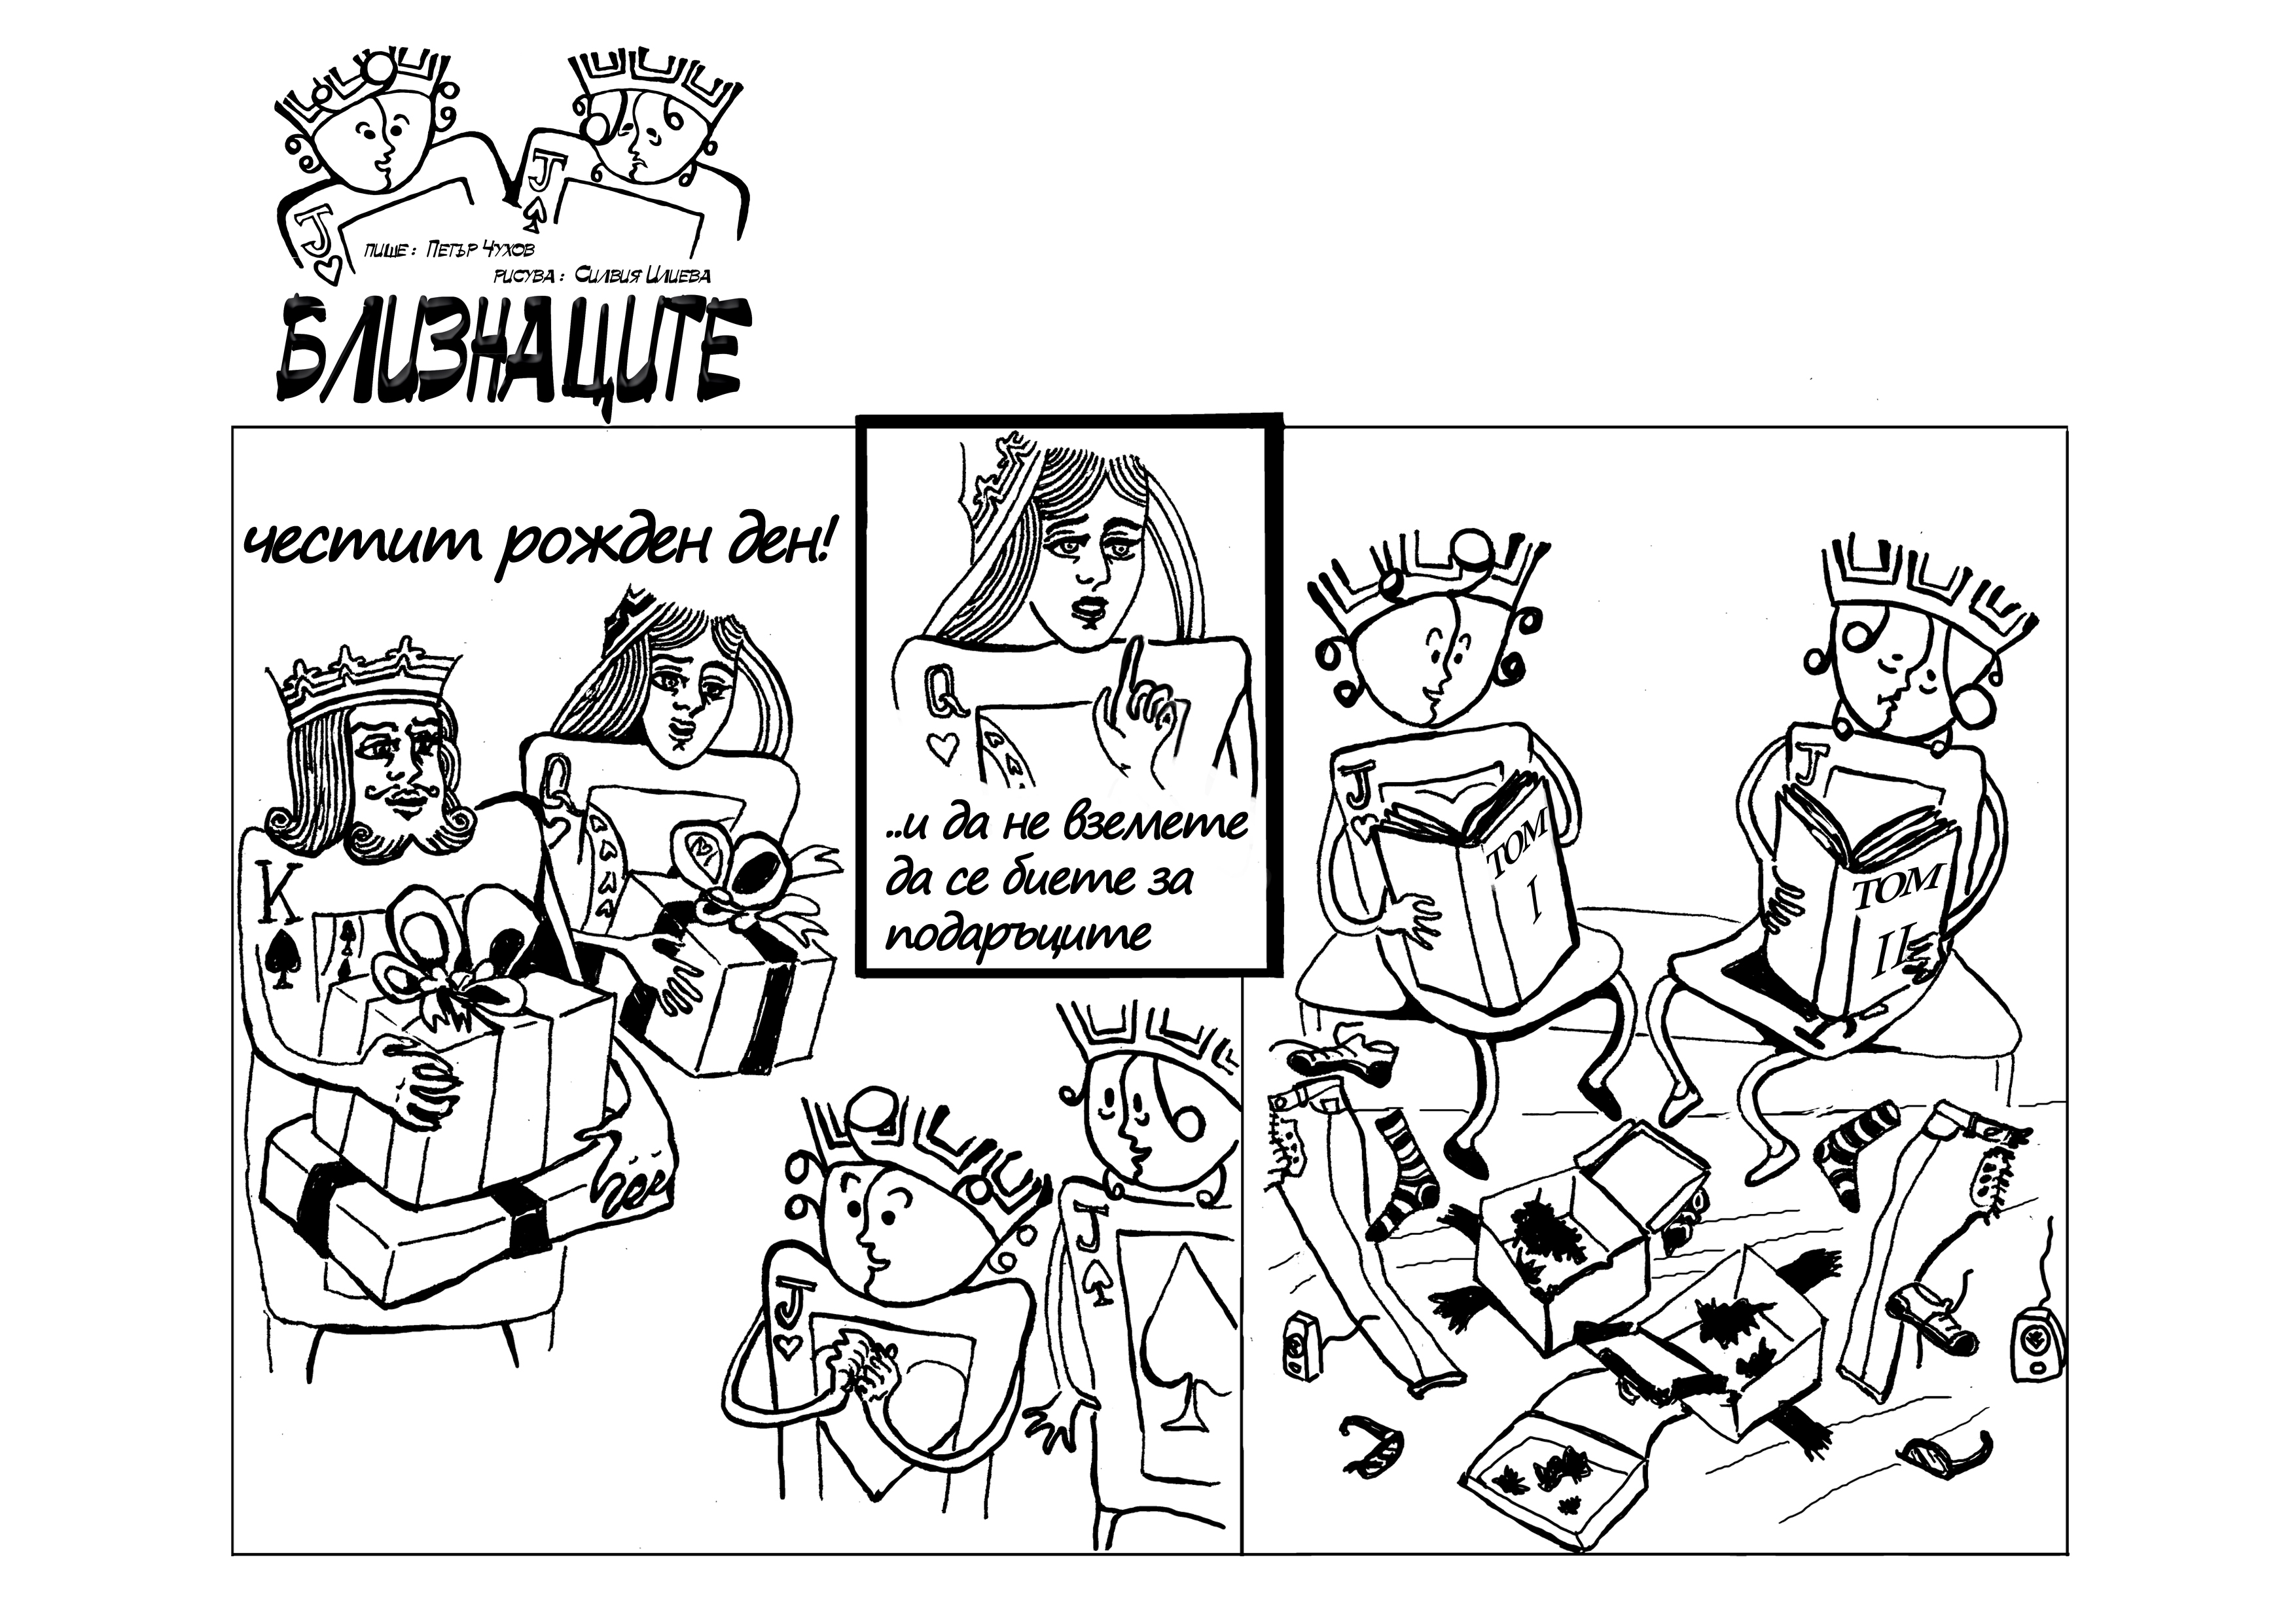 J
J
пише: Петър Чухов
рисува: Силвия Илиева
БЛИЗНАЦИТЕ
честит рожден ден!
K
Q
Q
..и да не вземете
да се биете за
подаръците
J
J
J
ТОМ
I
J
ТОМ
II